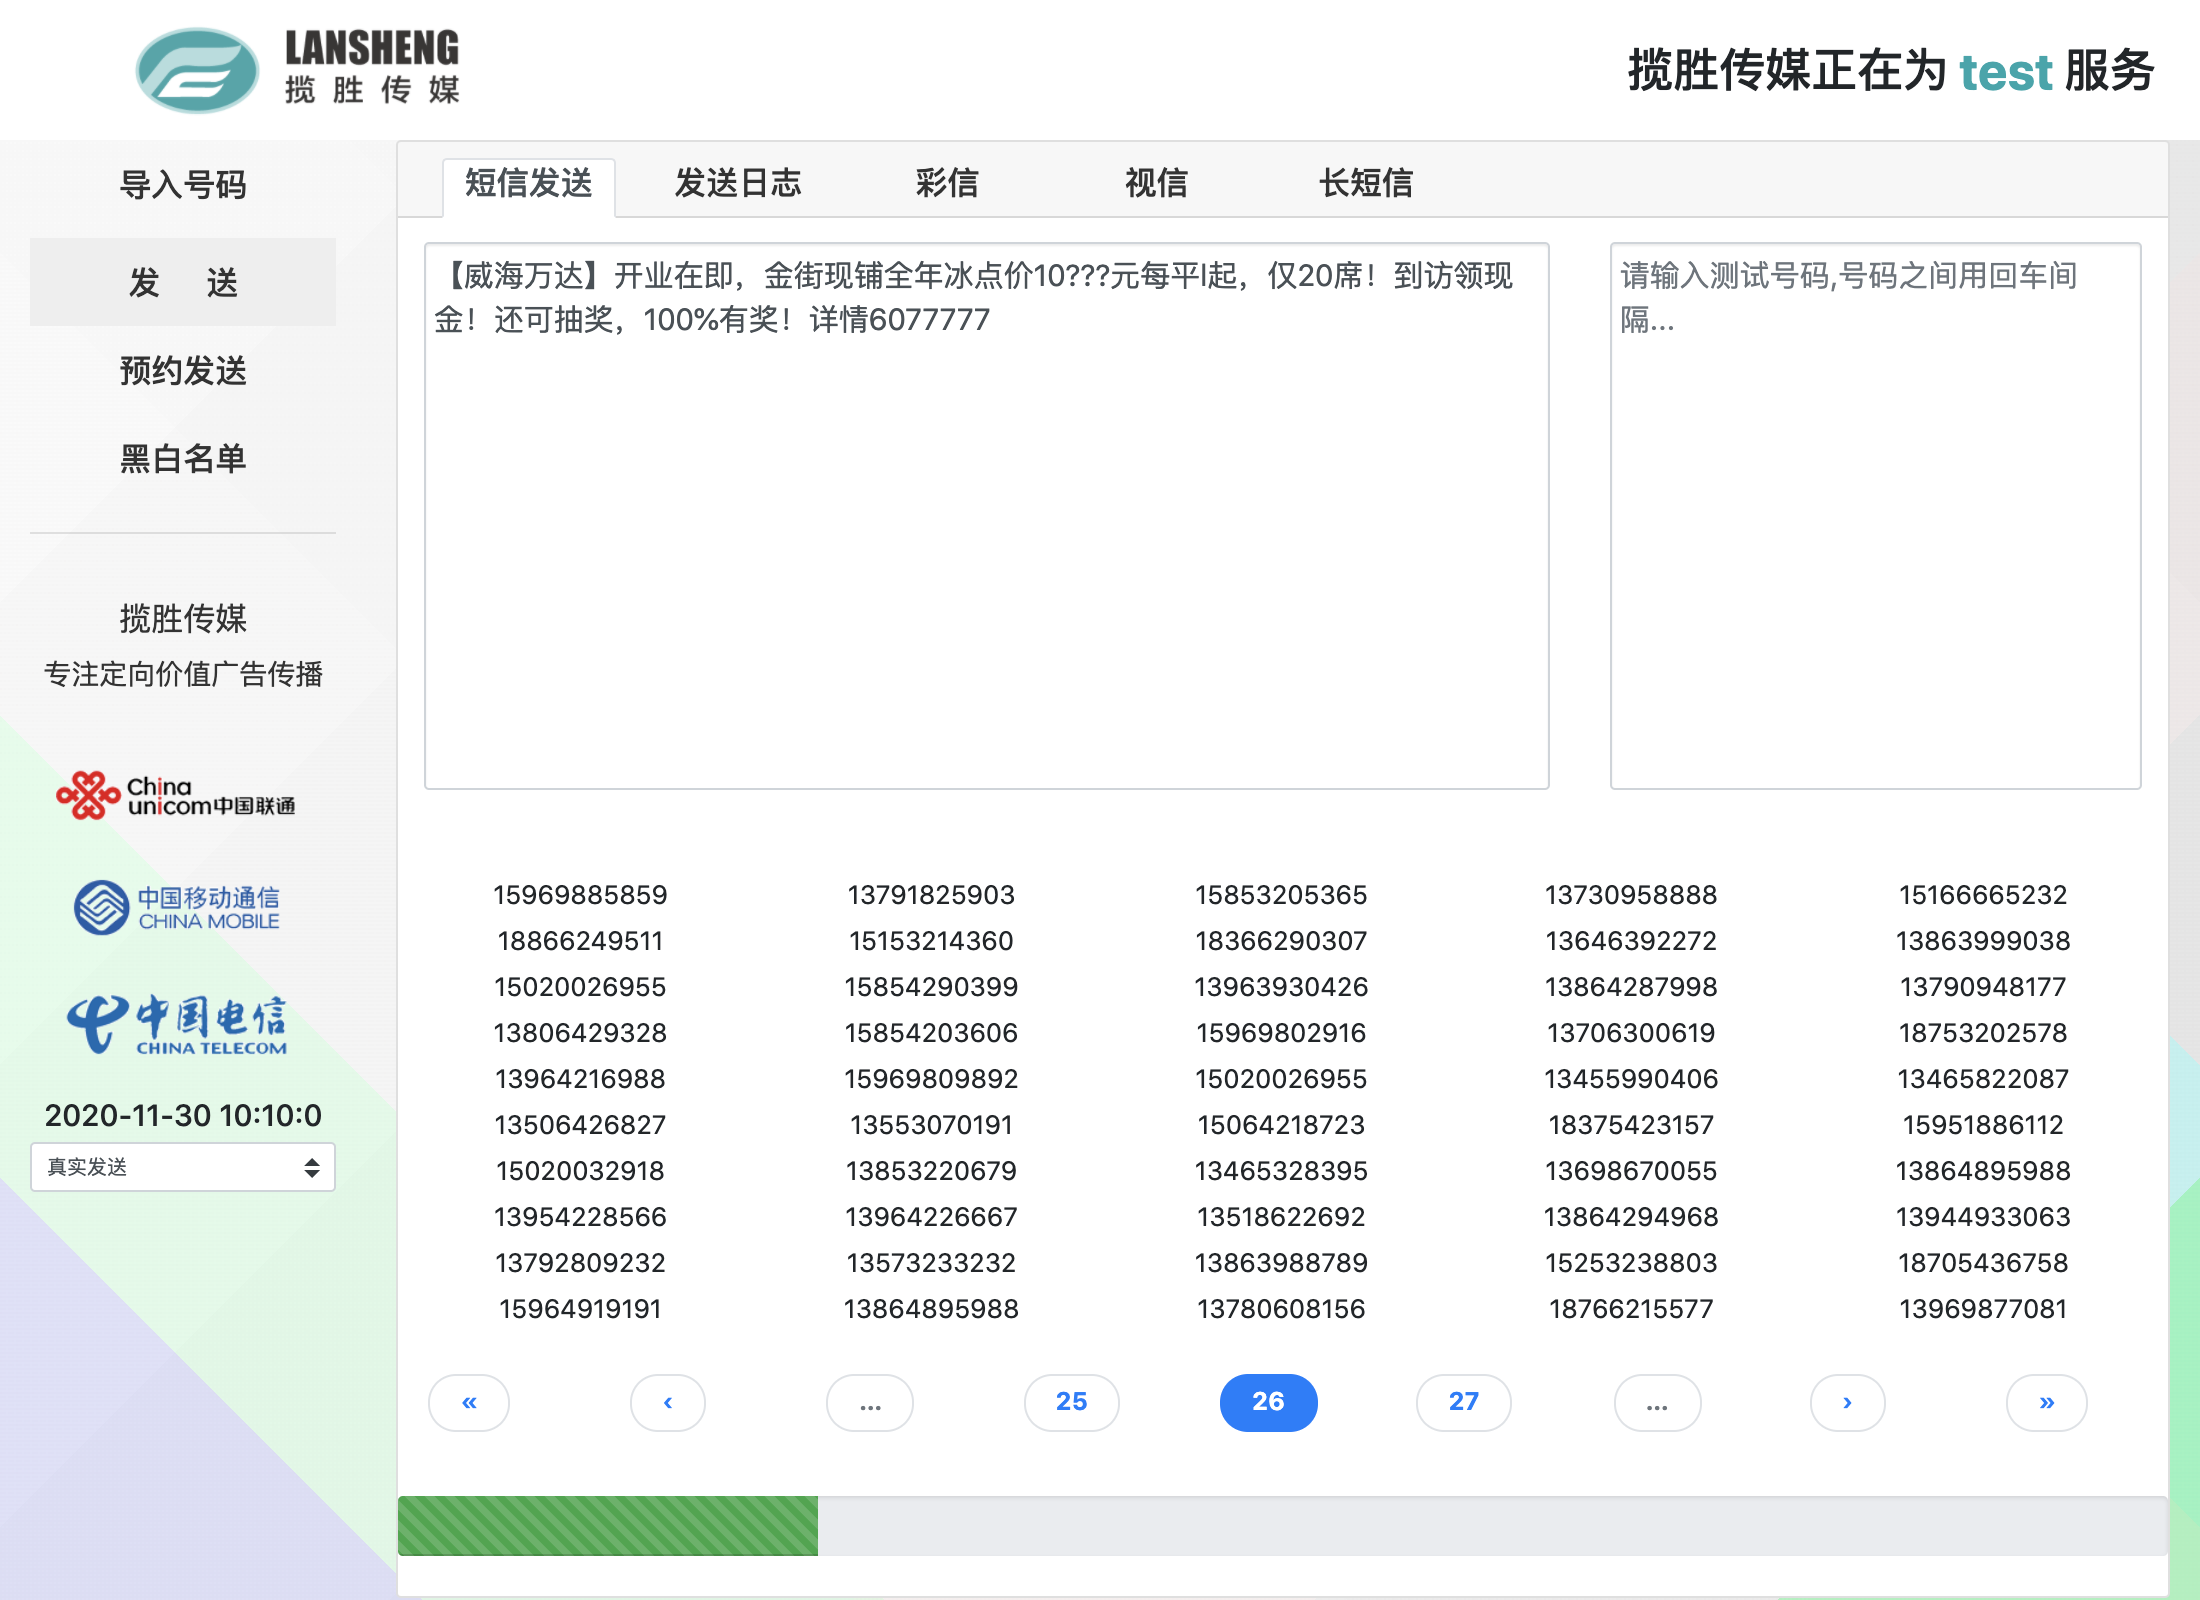 LANSHENG
揽胜传媒
揽胜传媒正在为 test 服务
导入号码
发 送
预约发送
黑白名单
揽胜传媒
专注定向价值广告传播
China
unicom中国联通
中国移动通信
CHINA MOBILE
中国电信
CHINA TELECOM
2020-11-30 10:10:0
真实发送
短信发送 发送日志 彩信 视信 长短信
【威海万达】开业在即，金街现铺全年冰点价10???元每平l起，仅20席！到访领现
金！还可抽奖，100%有奖！详情6077777
请输入测试号码,号码之间用回车间
隔...
15969885859 13791825903 15853205365 13730958888 15166665232
18866249511 15153214360 18366290307 13646392272 13863999038
15020026955 15854290399 13963930426 13864287998 13790948177
13806429328 15854203606 15969802916 13706300619 18753202578
13964216988 15969809892 15020026955 13455990406 13465822087
13506426827 13553070191 15064218723 18375423157 15951886112
15020032918 13853220679 13465328395 13698670055 13864895988
13954228566 13964226667 13518622692 13864294968 13944933063
13792809232 13573233232 13863988789 15253238803 18705436758
15964919191 13864895988 13780608156 18766215577 13969877081
« ‹ ... 25 26 27 ... › »